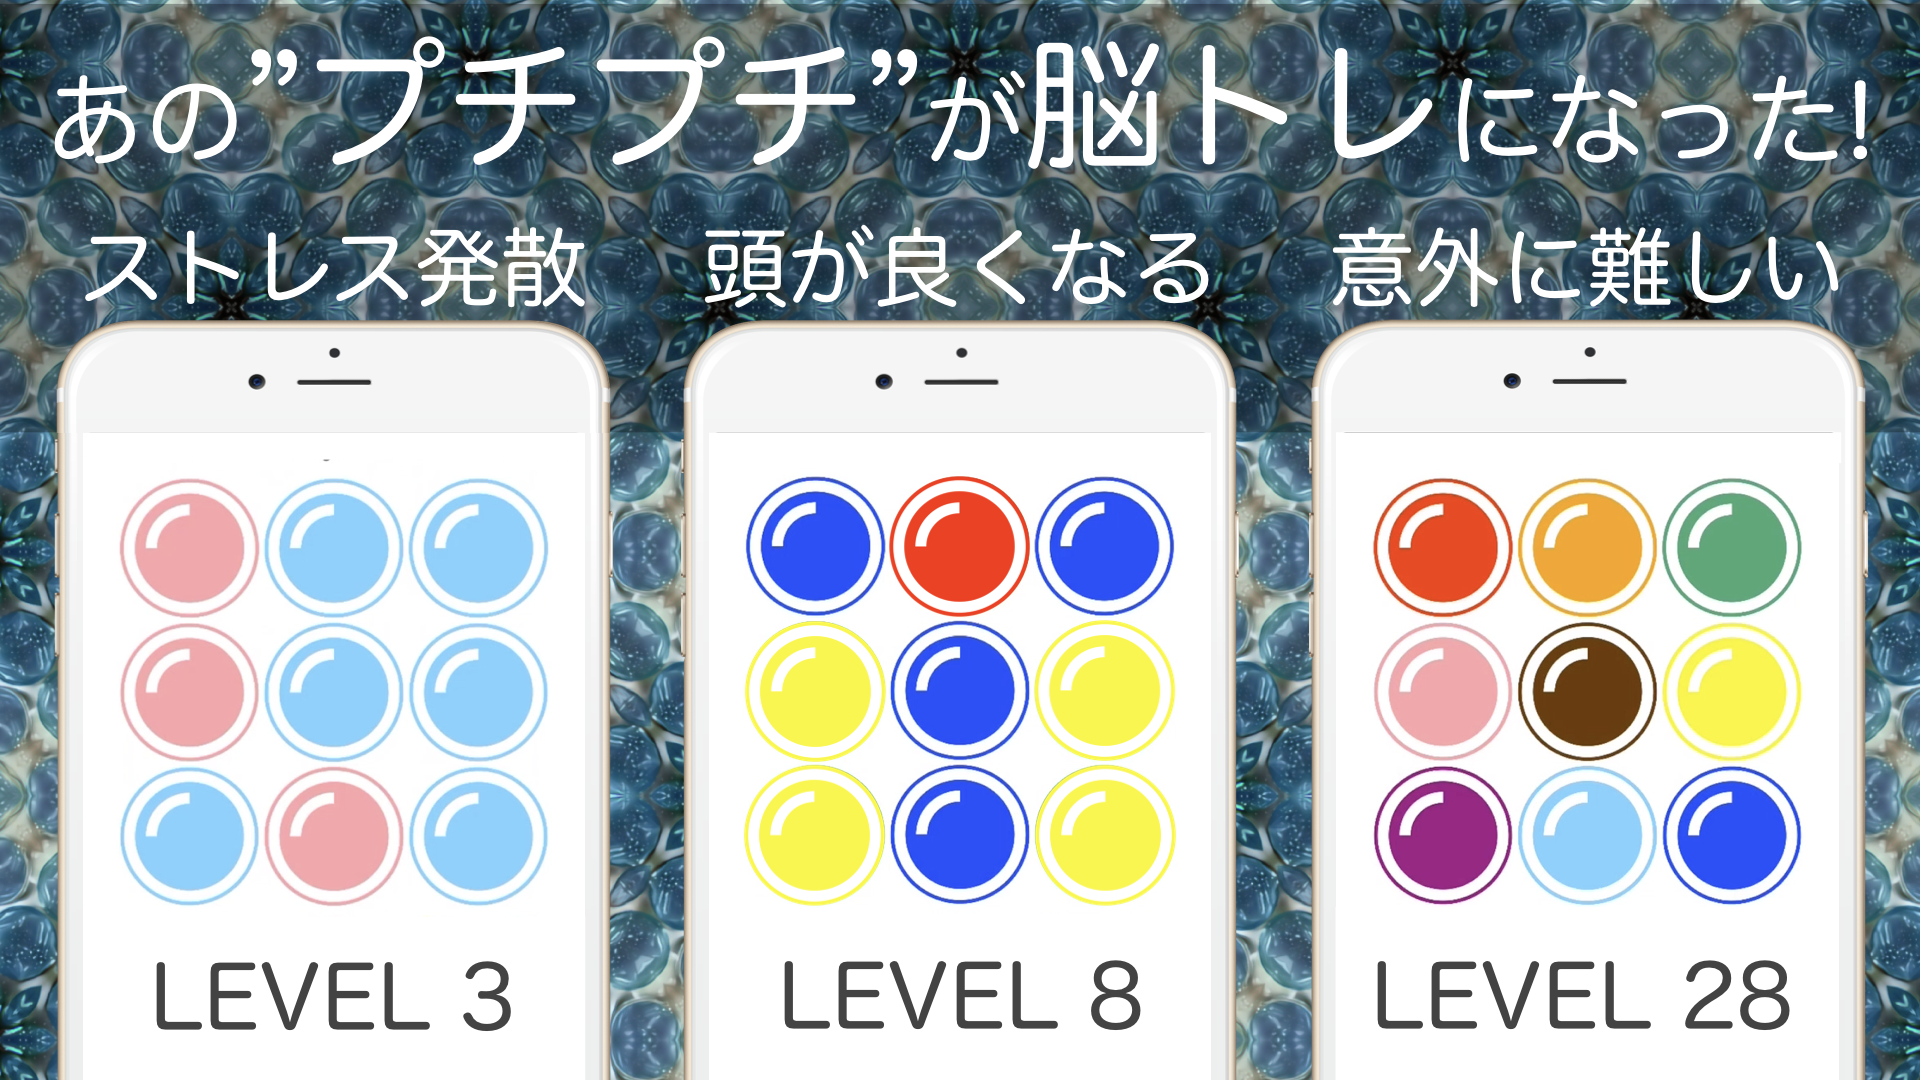 あの”プチプチ”が脳トレになった!
ストレス発散
頭が良くなる
意外に難しい
LEVEL 3
LEVEL 8
LEVEL 28